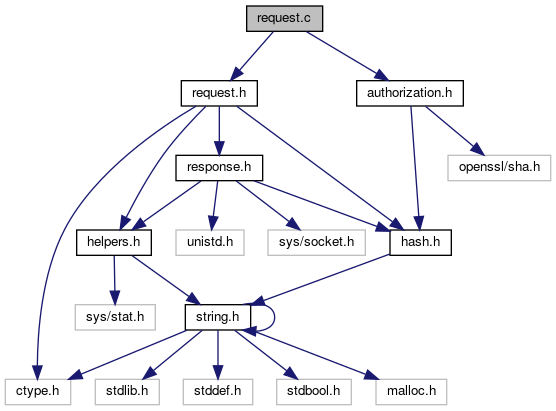 request.c
request.h
authorization.h
response.h
openssl/sha.h
helpers.h
unistd.h
sys/socket.h
hash.h
sys/stat.h
string.h
ctype.h
stdlib.h
stddef.h
stdbool.h
malloc.h